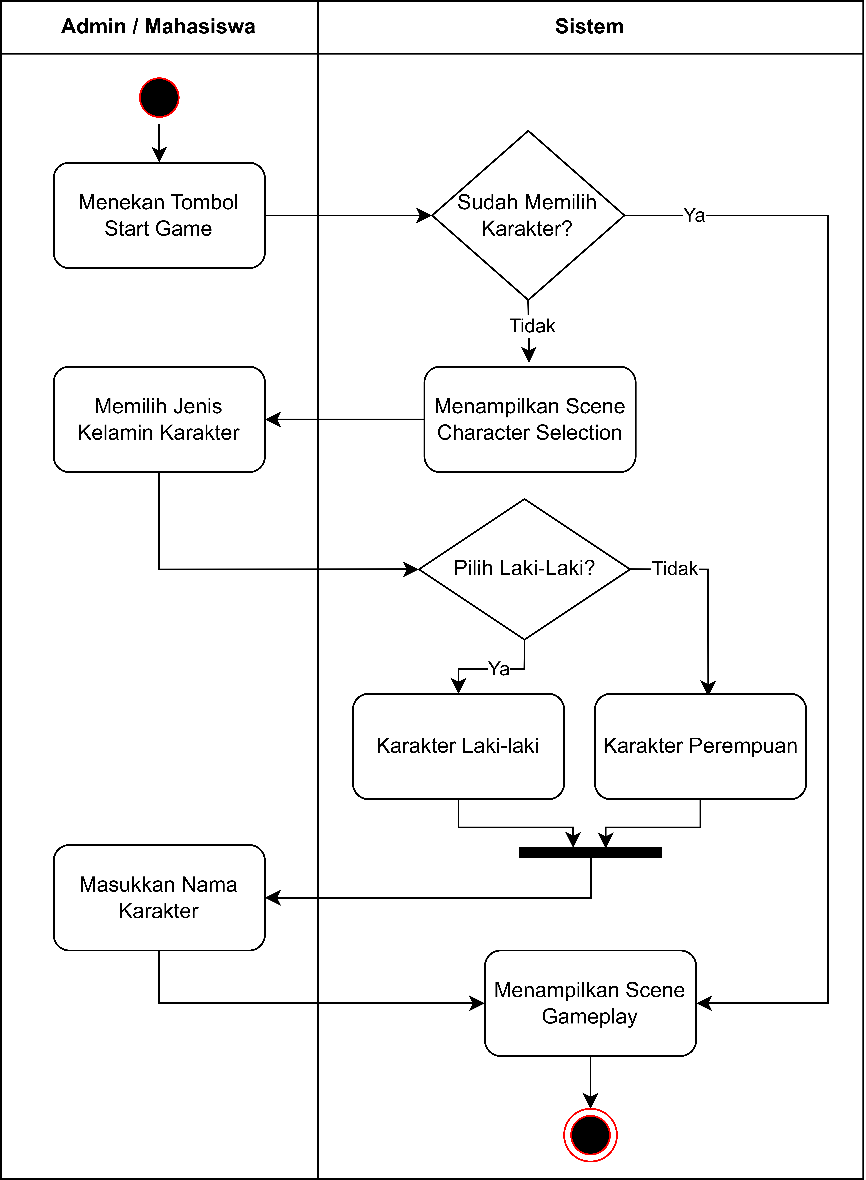 Admin / Mahasiswa
Sistem
Menekan Tombol
Start Game
Sudah Memilih
Karakter?
Ya
Tidak
Memilih Jenis
Kelamin Karakter
Menampilkan Scene
Character Selection
Pilih Laki-Laki?
Tidak
Ya
Karakter Laki-laki
Karakter Perempuan
Masukkan Nama
Karakter
Menampilkan Scene
Gameplay